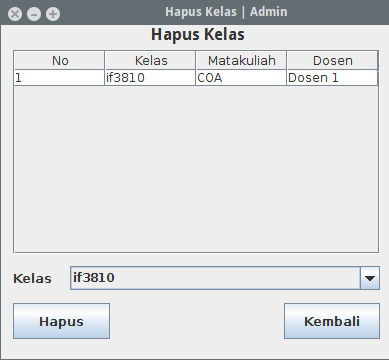 Hapus Kelas | Admin
Hapus Kelas
No Kelas Matakuliah Dosen
1 if3810 COA Dosen 1
Kelas if3810
Hapus Kembali